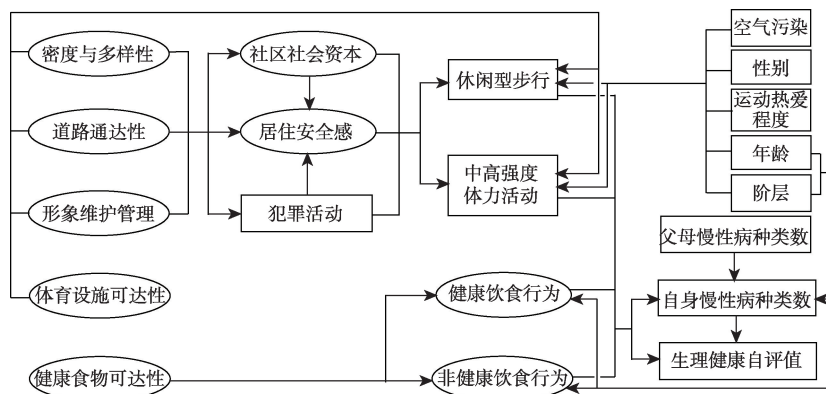 密度与多样性
道路通达性
形象维护管理
体育设施可达性
健康食物可达性
社区社会资本
居住安全感
犯罪活动
休闲型步行
中高强度
体力活动
健康饮食行为
非健康饮食行为
空气污染
性别
运动热爱
程度
年龄
阶层
父母慢性病种类数
自身慢性病种类数
生理健康自评值